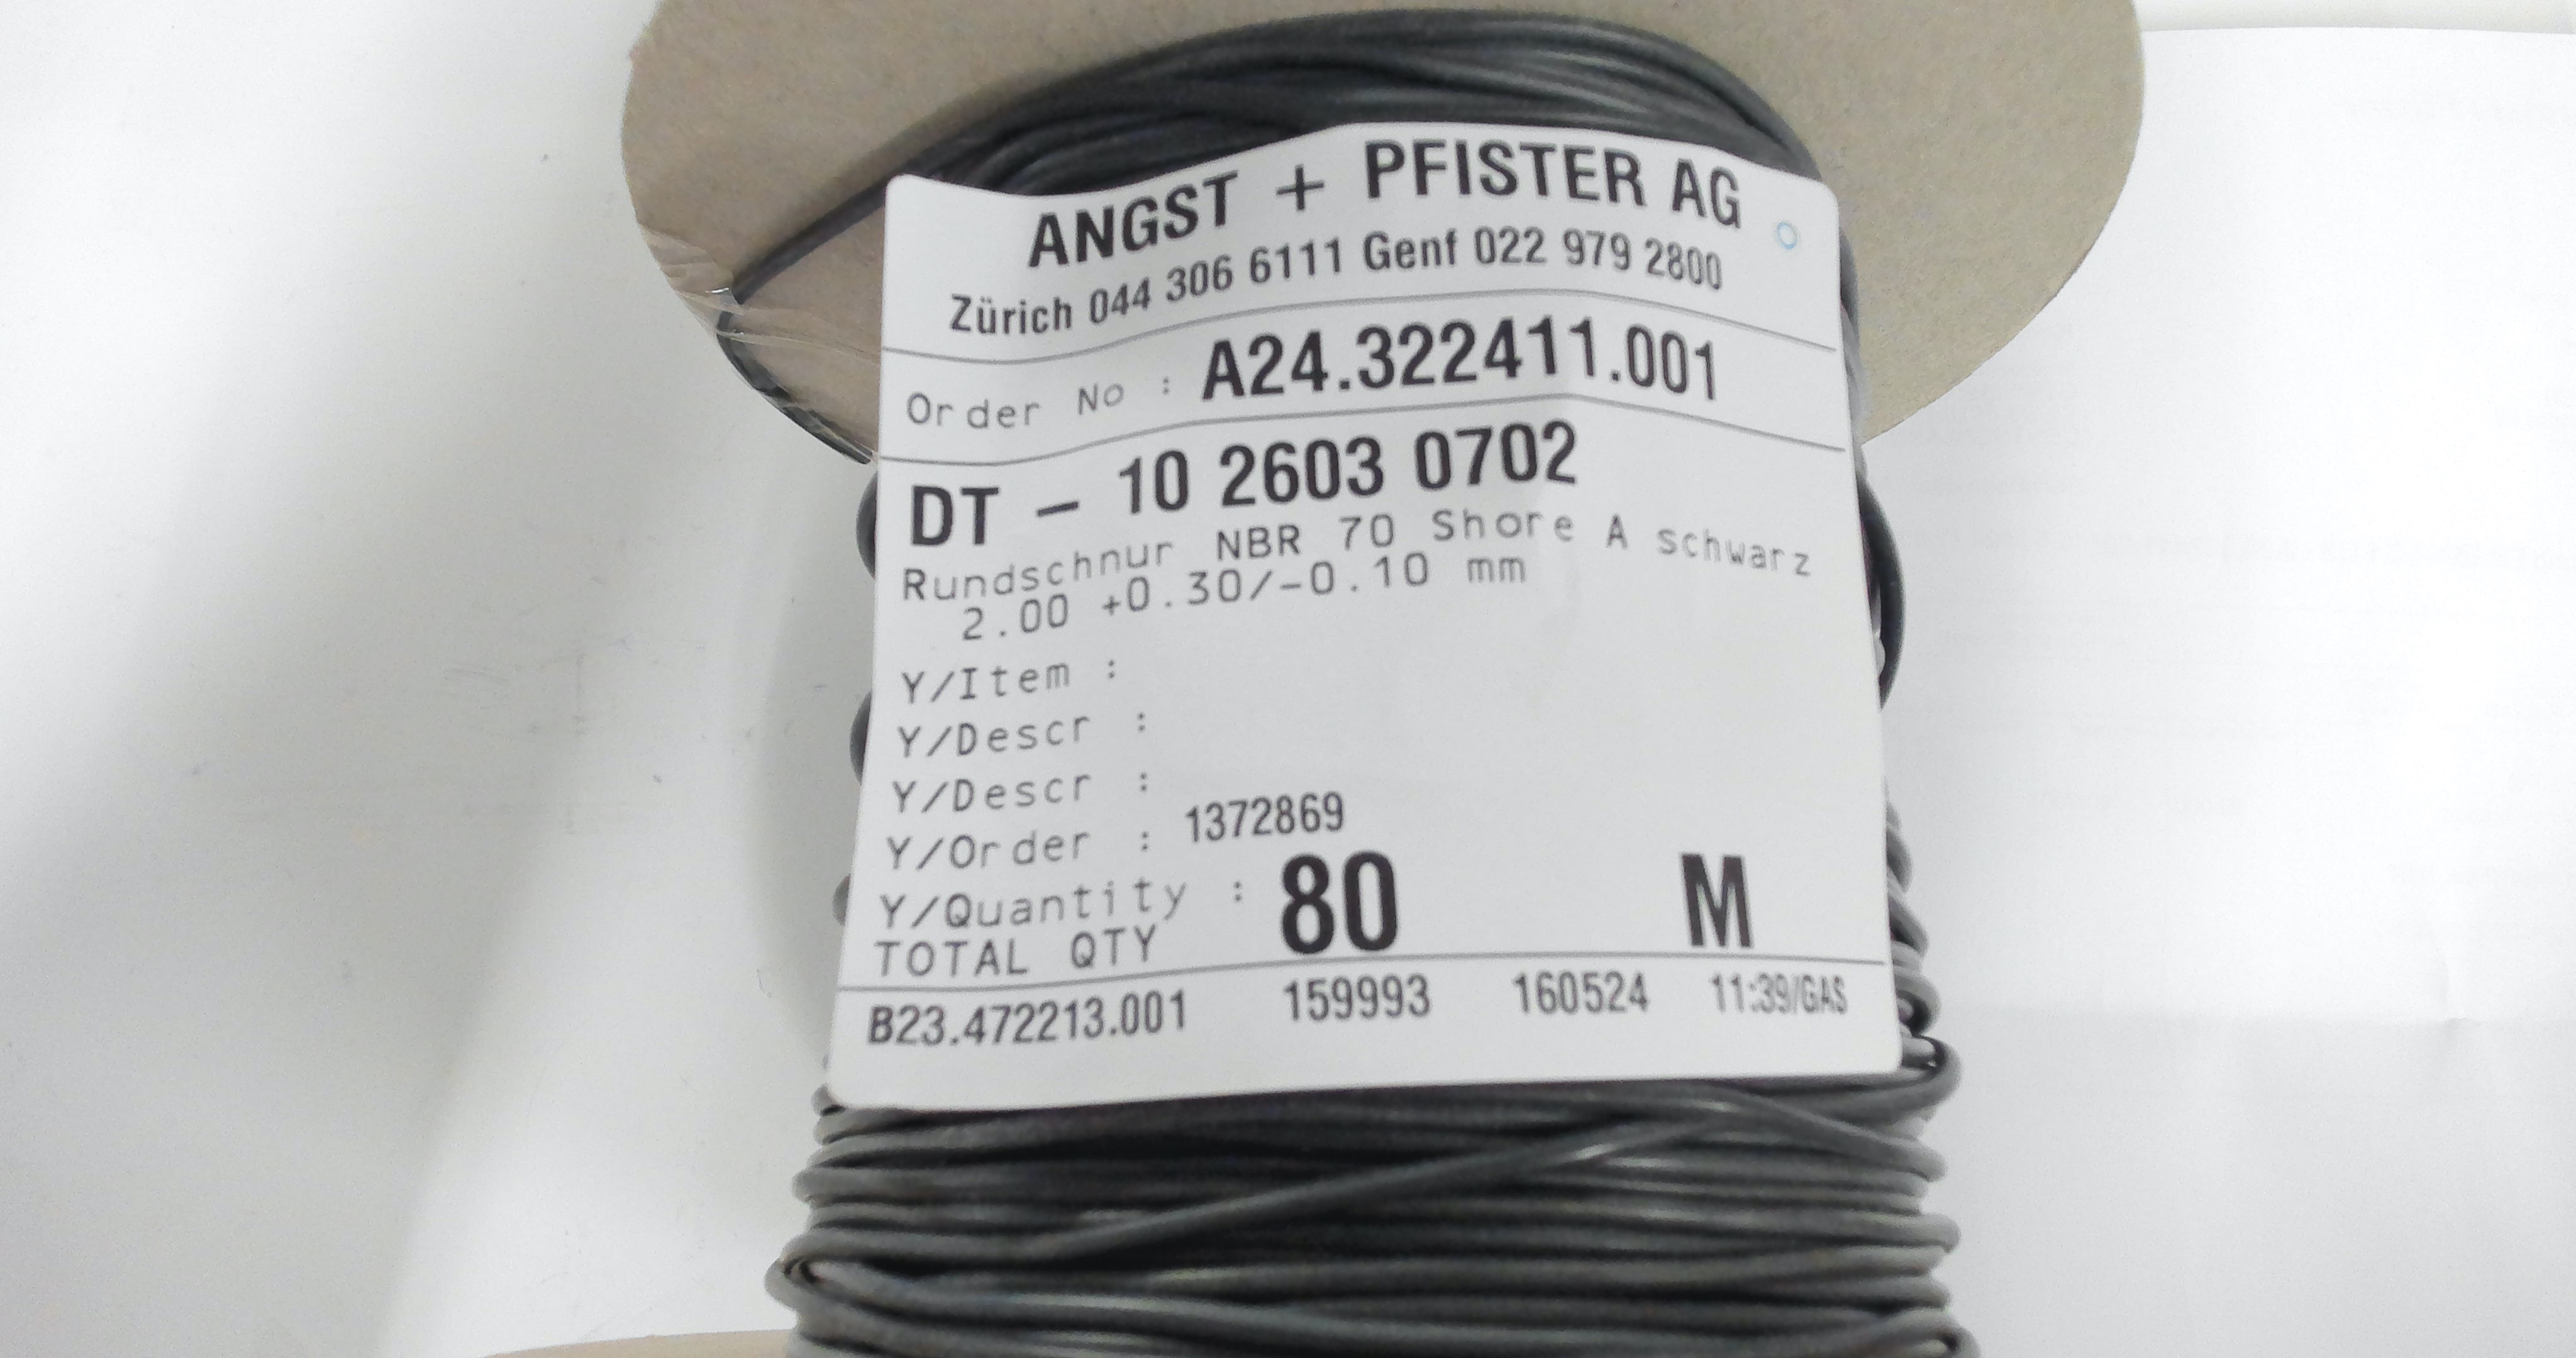 ANGST + PFISTER AG
Zürich 044 306 6111 Genf 022 979 2800
Order No : A24.322411.001
DT - 10 2603 0702
Rundschnur NBR 70 Shore A schwarz
2.00 +0.30/-0.10 mm
Y/Item :
Y/Descr :
Y/Descr :
Y/Order : 1372869
Y/Quantity : 80 M
TOTAL QTY
B23.472213.001 159993 160524 11:39/GAS